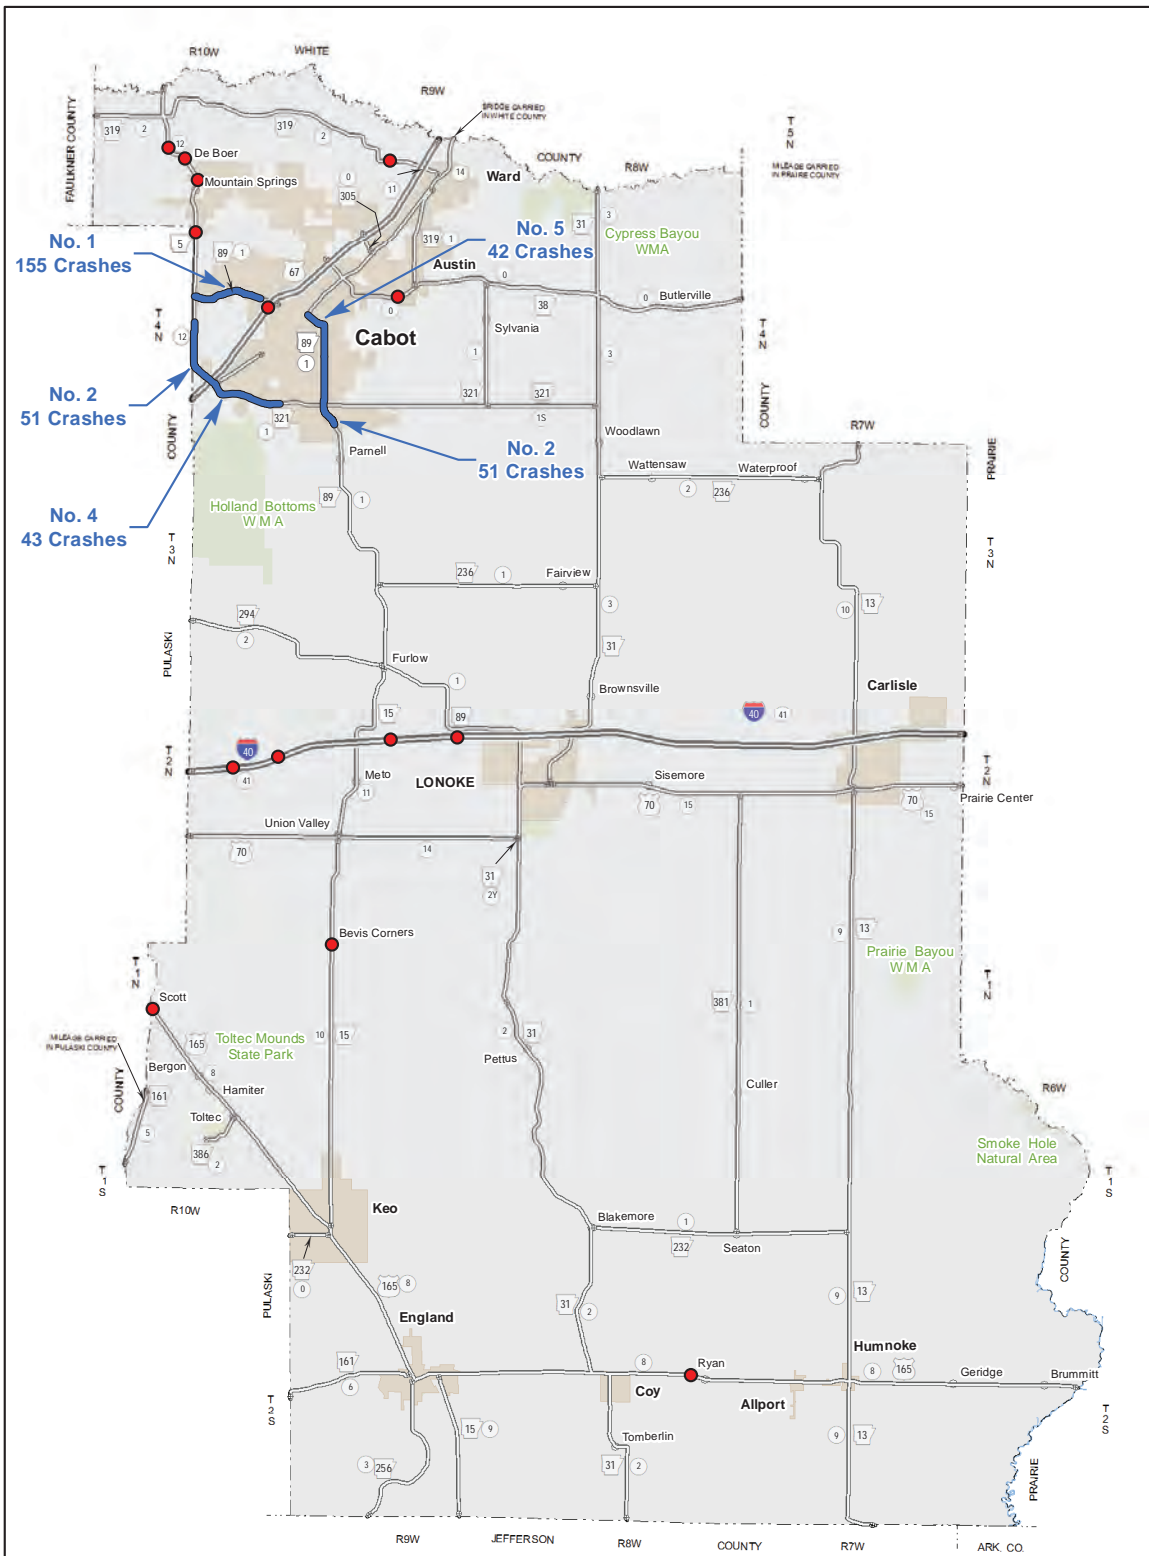 R10W
WHITE
R9W
BRIDGE CARRIED
IN WHITE COUNTY
T
5
N
FAULKNER COUNTY
319
2
319
2
12
De Boer
Mountain Springs
0
11
305
14
Ward
COUNTY
R8W
MILEAGE CARRIED
IN PRAIRIE COUNTY
No. 1
155 Crashes
5
89
1
67
No. 5
42 Crashes
319
1
Austin
31
3
Cypress Bayou
WMA
0
0
Butlerville
38
0
T
4
N
12
Cabot
89
1
Sylvania
1
3
T
4
N
No. 2
51 Crashes
COUNTY
321
1
321
321
1S
COUNTY
R7W
PRAIRIE
Parnell
No. 2
51 Crashes
Woodlawn
Wattensaw
Waterproof
2
236
89
1
Holland Bottoms
W M A
No. 4
43 Crashes
T
3
N
T
3
N
236
1
Fairview
3
10
13
294
2
PULASKI
Furlow
31
1
Brownsville
Carlisle
15
89
40
41
T
2
N
40
41
Meto
11
LONOKE
Sisemore
70
15
T
2
N
70
15
Prairie Center
Union Valley
70
14
31
2Y
Bevis Corners
9
13
Prairie Bayou
W M A
T
1
N
Scott
T
1
N
381
1
MILEAGE CARRIED
IN PULASKI COUNTY
165
Toltec Mounds
State Park
10
15
2
31
Pettus
Bergon
8
Hamiter
Culler
R6W
COUNTY
161
Toltec
5
386
2
Smoke Hole
Natural Area
T
1
S
T
1
S
R10W
Keo
Blakemore
1
232
Seaton
232
0
PULASKI
165
8
COUNTY
9
13
England
31
2
Humnoke
161
6
8
Ryan
8
165
Geridge
Brummitt
Coy
Allport
T
2
S
T
2
S
15
9
9
13
Tomberlin
3
256
31
2
PRAIRIE
R9W
JEFFERSON
R8W
COUNTY
R7W
ARK. CO.